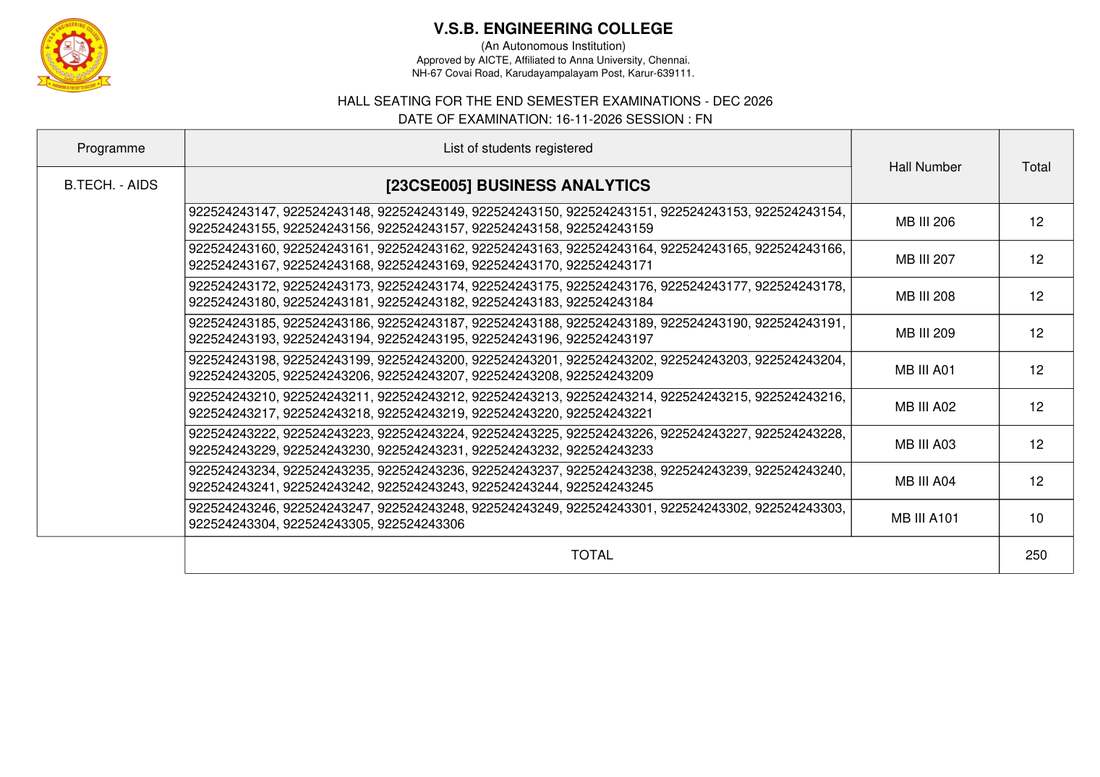 V.S.B. ENGINEERING COLLEGE
(An Autonomous Institution)
Approved by AICTE, Affiliated to Anna University, Chennai.
NH-67 Covai Road, Karudayampalayam Post, Karur-639111.
HALL SEATING FOR THE END SEMESTER EXAMINATIONS - DEC 2026
DATE OF EXAMINATION: 16-11-2026 SESSION : FN
Programme List of students registered Hall Number Total
B.TECH. - AIDS [23CSE005] BUSINESS ANALYTICS
922524243147, 922524243148, 922524243149, 922524243150, 922524243151, 922524243153, 922524243154,
922524243155, 922524243156, 922524243157, 922524243158, 922524243159
MB III 206 12
922524243160, 922524243161, 922524243162, 922524243163, 922524243164, 922524243165, 922524243166,
922524243167, 922524243168, 922524243169, 922524243170, 922524243171
MB III 207 12
922524243172, 922524243173, 922524243174, 922524243175, 922524243176, 922524243177, 922524243178,
922524243180, 922524243181, 922524243182, 922524243183, 922524243184
MB III 208 12
922524243185, 922524243186, 922524243187, 922524243188, 922524243189, 922524243190, 922524243191,
922524243193, 922524243194, 922524243195, 922524243196, 922524243197
MB III 209 12
922524243198, 922524243199, 922524243200, 922524243201, 922524243202, 922524243203, 922524243204,
922524243205, 922524243206, 922524243207, 922524243208, 922524243209
MB III A01 12
922524243210, 922524243211, 922524243212, 922524243213, 922524243214, 922524243215, 922524243216,
922524243217, 922524243218, 922524243219, 922524243220, 922524243221
MB III A02 12
922524243222, 922524243223, 922524243224, 922524243225, 922524243226, 922524243227, 922524243228,
922524243229, 922524243230, 922524243231, 922524243232, 922524243233
MB III A03 12
922524243234, 922524243235, 922524243236, 922524243237, 922524243238, 922524243239, 922524243240,
922524243241, 922524243242, 922524243243, 922524243244, 922524243245
MB III A04 12
922524243246, 922524243247, 922524243248, 922524243249, 922524243301, 922524243302, 922524243303,
922524243304, 922524243305, 922524243306
MB III A101 10
TOTAL 250